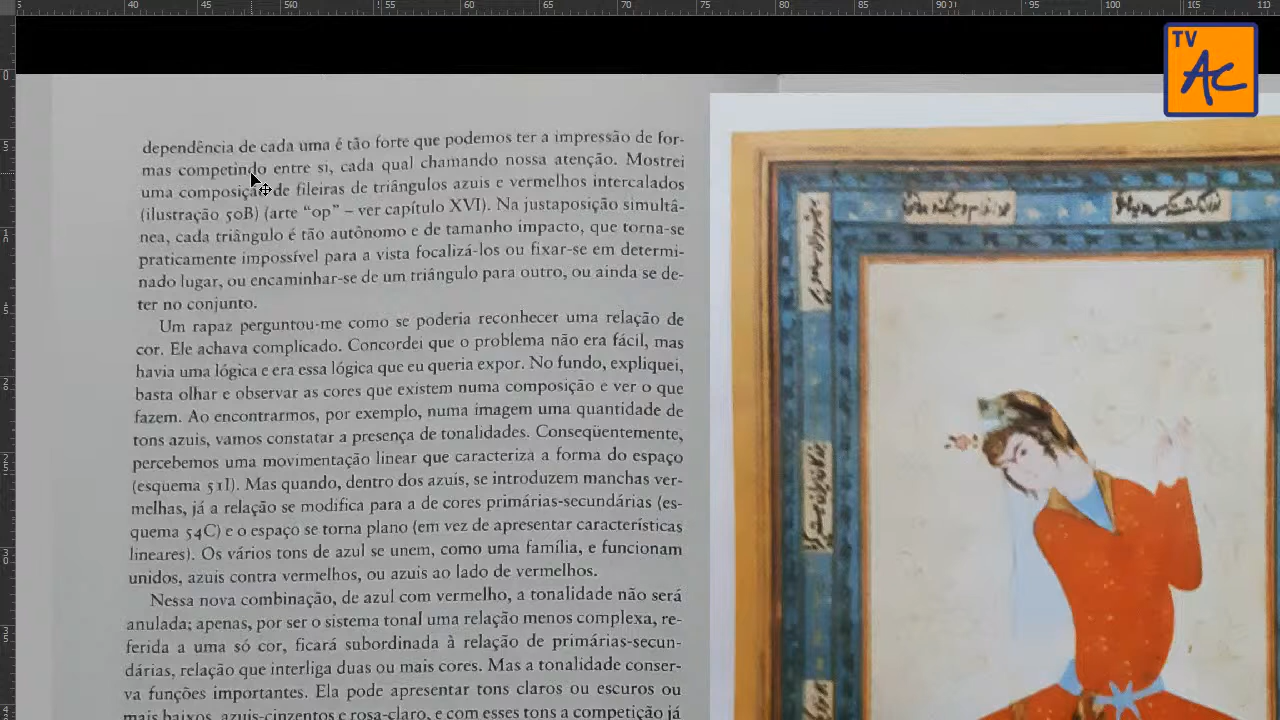 TV
AC
dependência de cada uma é tão forte que podemos ter a impressão de for-
mas competindo entre si, cada qual chamando nossa atenção. Mostrei
uma composição de fileiras de triângulos azuis e vermelhos intercalados
(ilustração 50B) (arte “op” – ver capítulo XVI). Na justaposição simultâ-
nea, cada triângulo é tão autônomo e de tamanho impacto, que torna-se
praticamente impossível para a vista focalizá-los ou fixar-se em determi-
nado lugar, ou encaminhar-se de um triângulo para outro, ou ainda se de-
ter no conjunto.
Um rapaz perguntou-me como se poderia reconhecer uma relação de
cor. Ele achava complicado. Concordei que o problema não era fácil, mas
havia uma lógica e era essa lógica que eu queria expor. No fundo, expliquei,
basta olhar e observar as cores que existem numa composição e ver o que
fazem. Ao encontrarmos, por exemplo, numa imagem uma quantidade de
tons azuis, vamos constatar a presença de tonalidades. Conseqüentemente,
percebemos uma movimentação linear que caracteriza a forma do espaço
(esquema 51I). Mas quando, dentro dos azuis, se introduzem manchas ver-
melhas, já a relação se modifica para a de cores primárias-secundárias (es-
quema 54C) e o espaço se torna plano (em vez de apresentar características
lineares). Os vários tons de azul se unem, como uma família, e funcionam
unidos, azuis contra vermelhos, ou azuis ao lado de vermelhos.
Nessa nova combinação, de azul com vermelho, a tonalidade não será
anulada; apenas, por ser o sistema tonal uma relação menos complexa, re-
ferida a uma só cor, ficará subordinada à relação de primárias-secun-
dárias, relação que interliga duas ou mais cores. Mas a tonalidade conser-
va funções importantes. Ela pode apresentar tons claros ou escuros ou
mais baixos, azuis-cinzentos e rosa-claro, e com esses tons a competição já